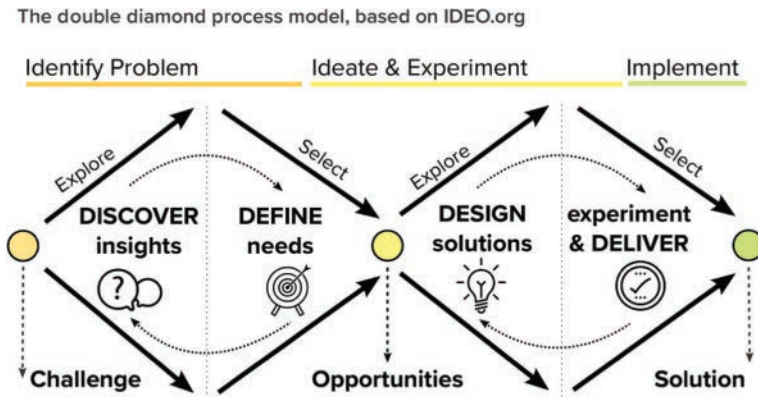 The double diamond process model, based on IDEO.org
Identify Problem
Ideate & Experiment
Implement
Explore
Select
Explore
Select
DISCOVER
insights
DEFINE
needs
DESIGN
solutions
experiment
& DELIVER
?
Challenge
Opportunities
Solution